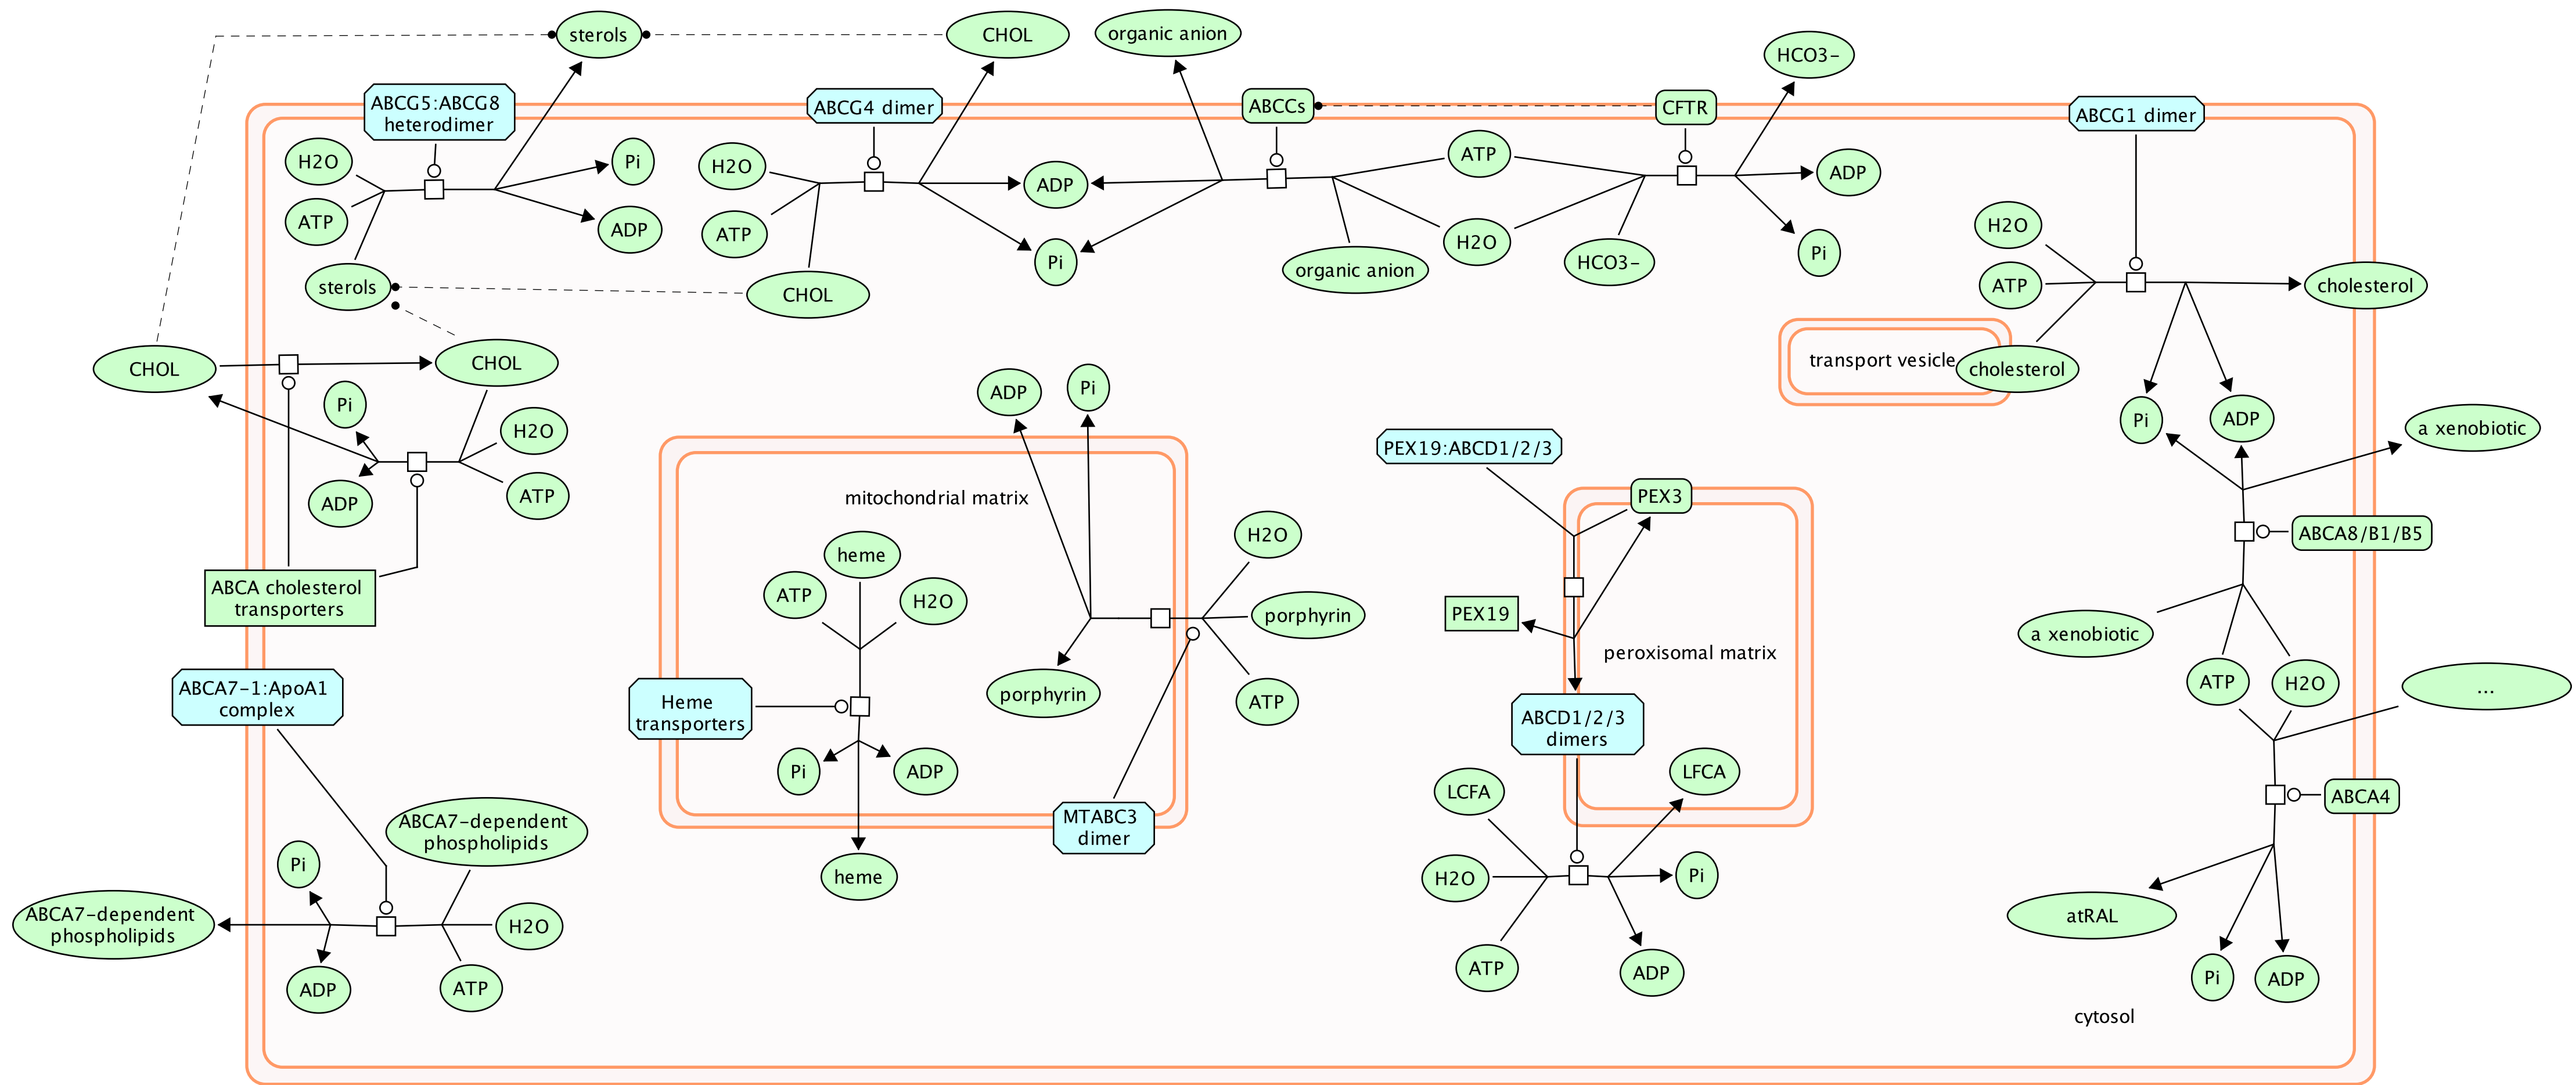 sterols
CHOL
organic anion
HCO3-
ABCG5:ABCG8
heterodimer
ABCG4 dimer
ABCCs
CFTR
ABCG1 dimer
H2O
Pi
ATP
ADP
sterols
H2O
ATP
ADP
Pi
CHOL
ATP
H2O
organic anion
HCO3-
ADP
Pi
H2O
ATP
cholesterol
transport vesicle
cholesterol
Pi
ADP
a xenobiotic
CHOL
CHOL
Pi
H2O
ADP
ATP
ABCA cholesterol
transporters
ADP
Pi
mitochondrial matrix
heme
ATP
H2O
H2O
porphyrin
ATP
porphyrin
Heme
transporters
Pi
ADP
MTABC3
dimer
heme
PEX19:ABCD1/2/3
PEX3
PEX19
peroxisomal matrix
ABCD1/2/3
dimers
LCFA
LFCA
H2O
Pi
ATP
ADP
ABCA8/B1/B5
a xenobiotic
ATP
H2O
...
ABCA4
atRAL
Pi
ADP
cytosol
ABCA7-1:ApoA1
complex
ABCA7-dependent
phospholipids
Pi
ABCA7-dependent
phospholipids
H2O
ADP
ATP